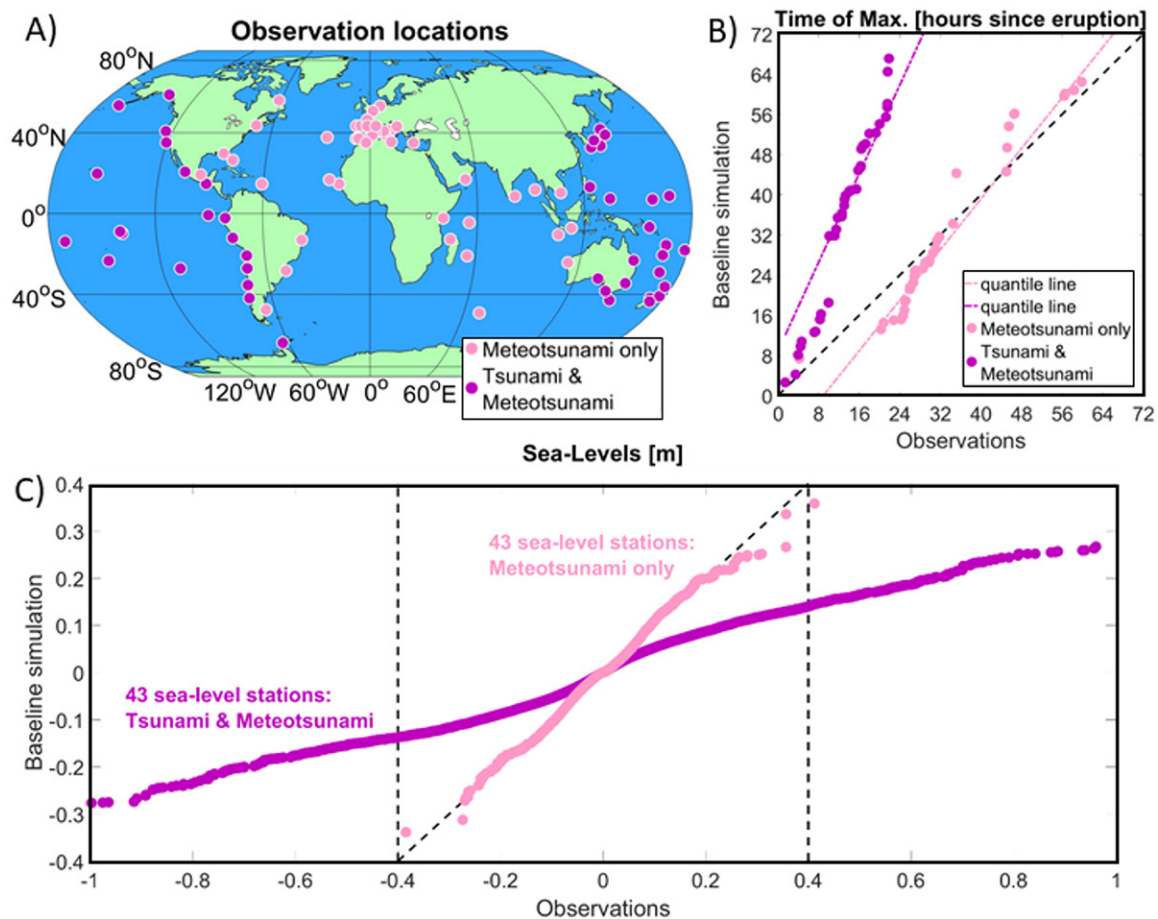 A)
Observation locations
80°N
40°N
0°
40°S
80°S
120°W
60°W
0°
60°E
Meteotsunami only
Tsunami &
Meteotsunami
B)
Time of Max. [hours since eruption]
72
64
56
48
40
32
24
16
8
0
Baseline simulation
0 8 16 24 32 40 48 56 64 72
Observations
quantile line
quantile line
Meteotsunami only
Tsunami &
Meteotsunami
Sea-Levels [m]
C)
0.4
0.3
0.2
0.1
0
-0.1
-0.2
-0.3
-0.4
Baseline simulation
43 sea-level stations:
Meteotsunami only
43 sea-level stations:
Tsunami & Meteotsunami
-1 -0.8 -0.6 -0.4 -0.2 0 0.2 0.4 0.6 0.8 1
Observations